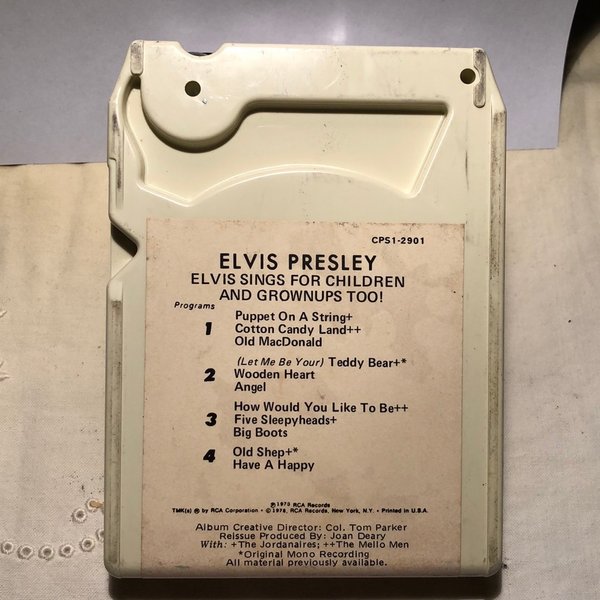 CPS1-2901
ELVIS PRESLEY
ELVIS SINGS FOR CHILDREN
AND GROWNUPS TOO!
Programs
1 Puppet On A String+
Cotton Candy Land++
Old MacDonald
2 (Let Me Be Your) Teddy Bear+*
Wooden Heart
Angel
3 How Would You Like To Be++
Five Sleepyheads+
Big Boots
4 Old Shep+*
Have A Happy
℗1978 RCA Records
TMK(s) ® by RCA Corporation • ©1978, RCA Records, New York, N.Y. • Printed in U.S.A.
Album Creative Director: Col. Tom Parker
Reissue Produced By: Joan Deary
With: +The Jordanaires; ++The Mello Men
*Original Mono Recording
All material previously available.